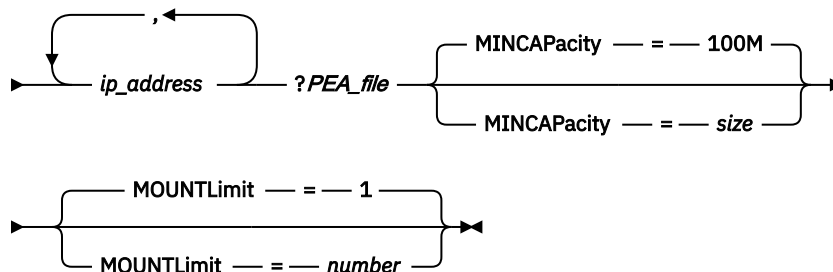 ,
MINCAPacity = 100M
ip_address ?PEA_file
MINCAPacity = size
MOUNTLimit = 1
MOUNTLimit = number